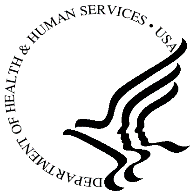 DEPARTMENT OF HEALTH & HUMAN SERVICES • USA